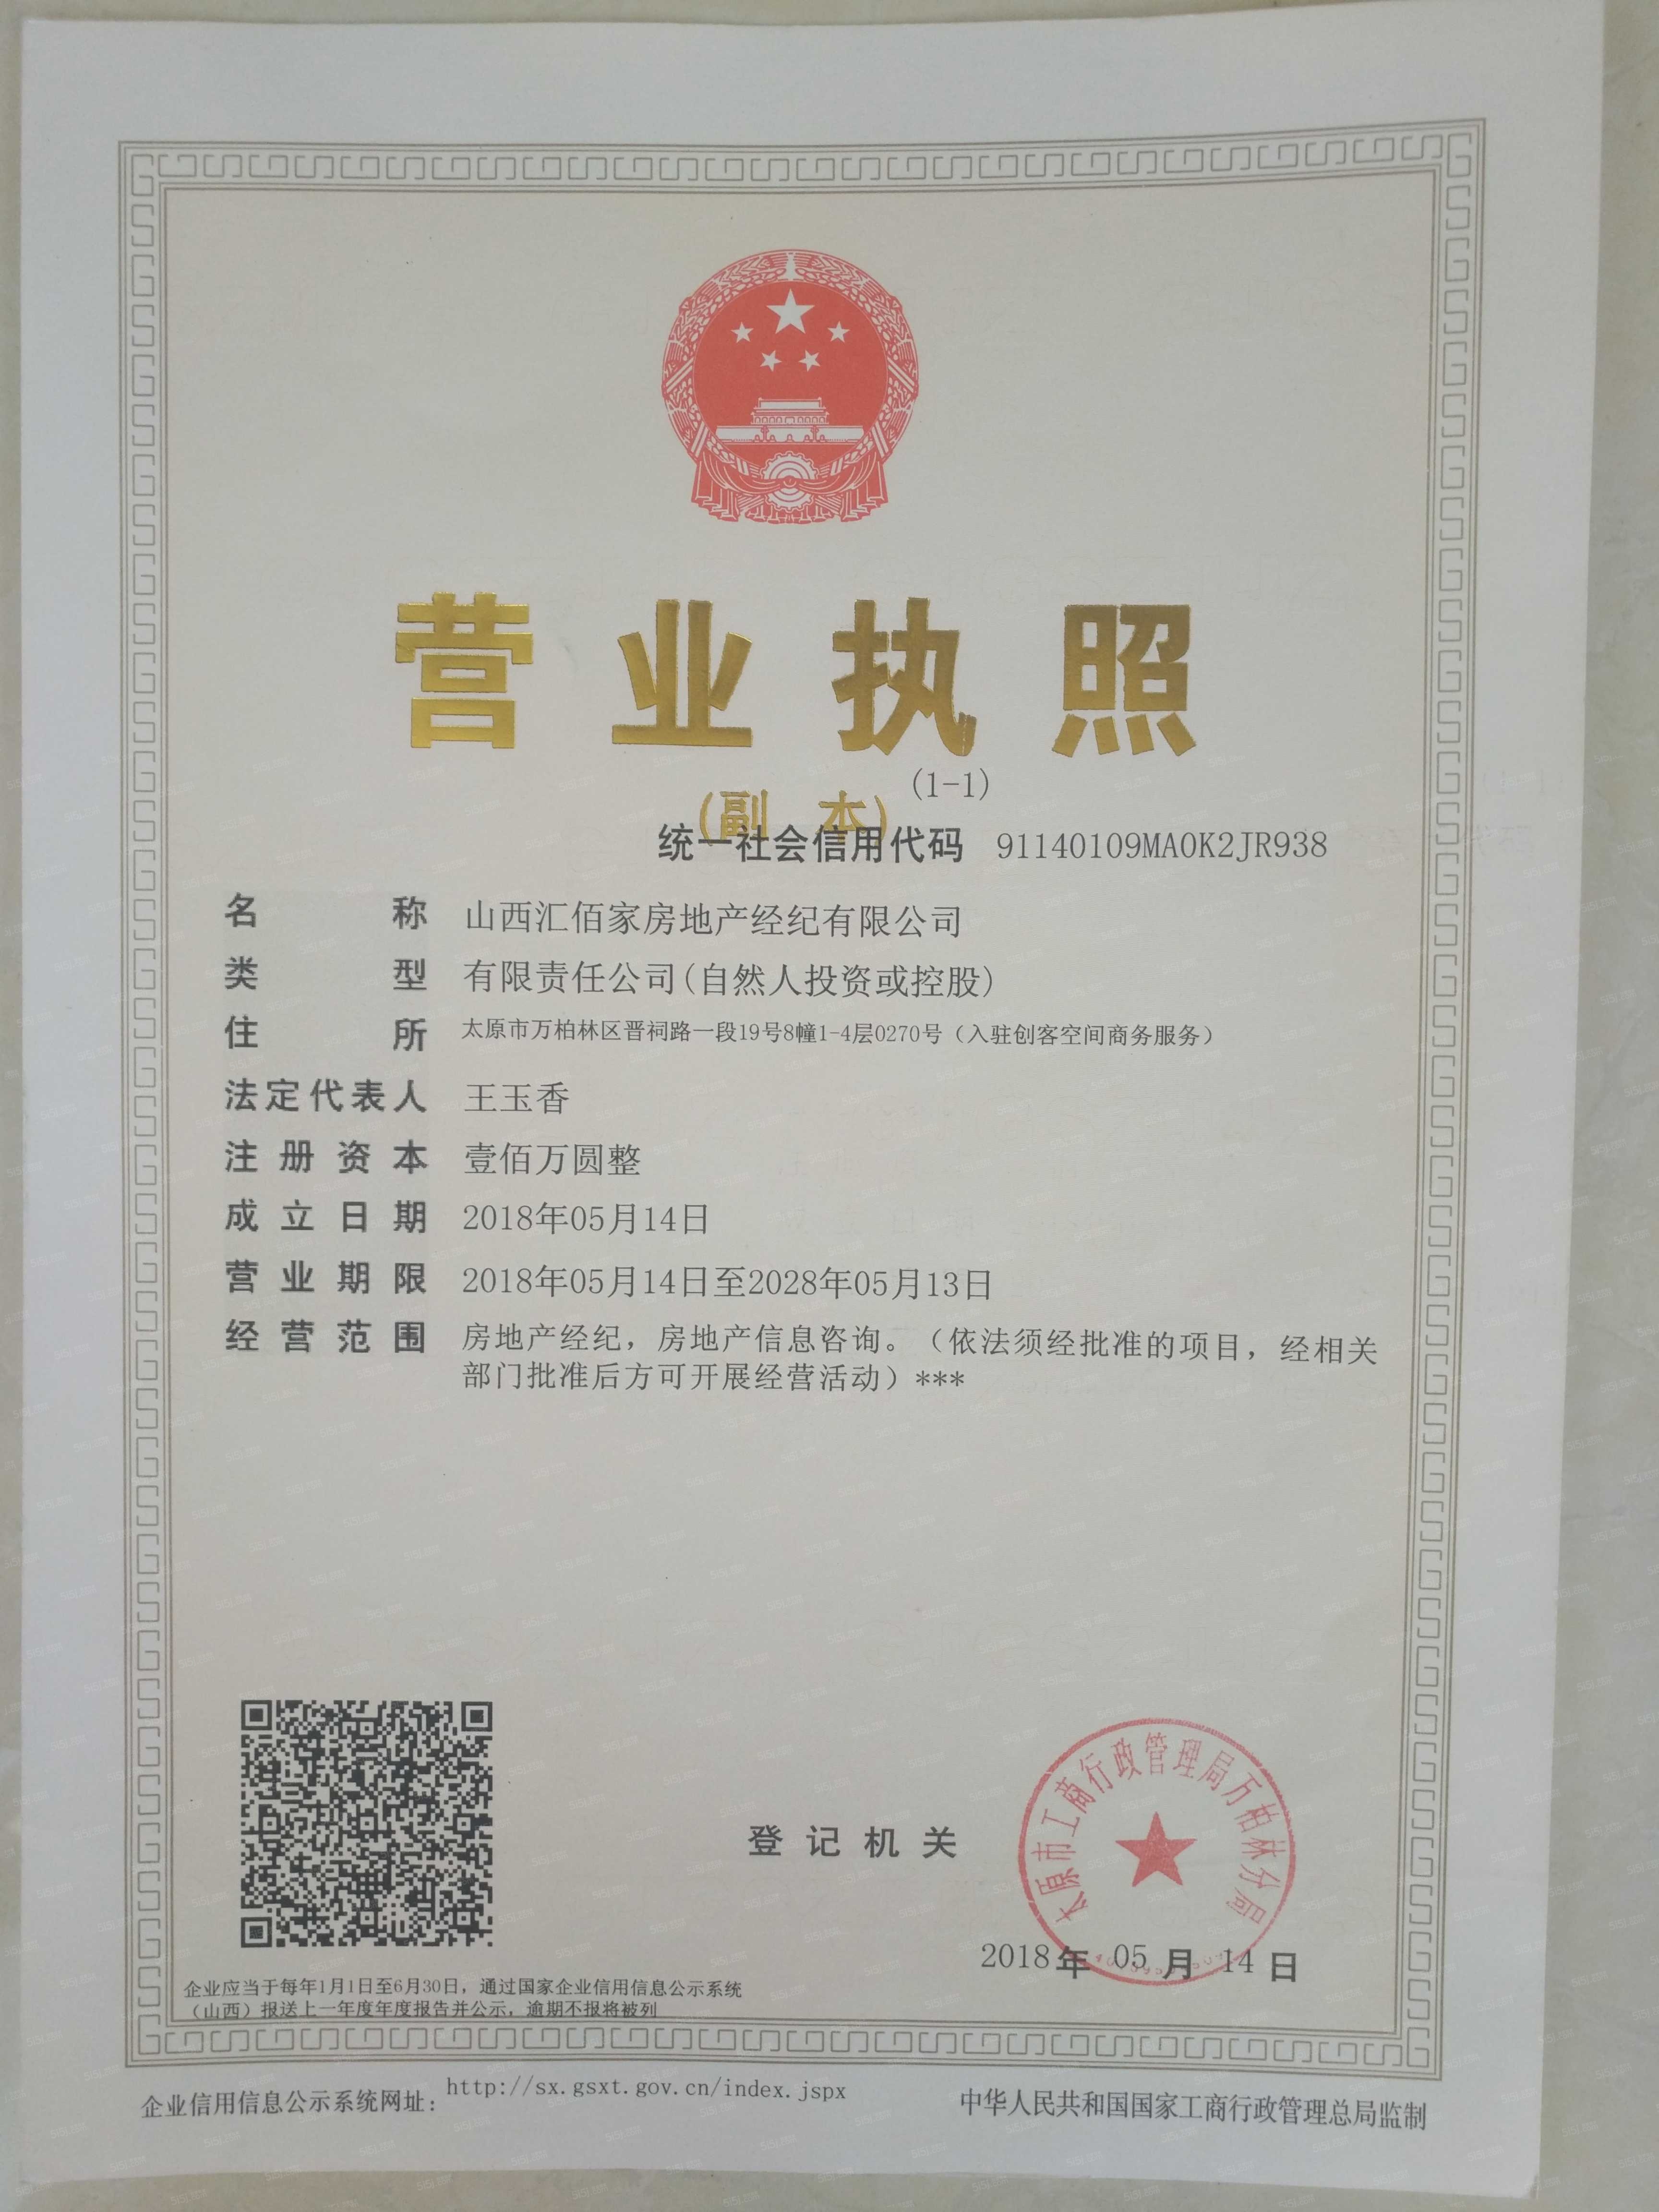 营业执照
(副本)
(1-1)
统一社会信用代码 91140109MA0K2JR938
名称 山西汇佰家房地产经纪有限公司
类型 有限责任公司(自然人投资或控股)
住所 太原市万柏林区晋祠路一段19号8幢1-4层0270号（入驻创客空间商务服务）
法定代表人 王玉香
注册资本 壹佰万圆整
成立日期 2018年05月14日
营业期限 2018年05月14日至2028年05月13日
经营范围 房地产经纪，房地产信息咨询。（依法须经批准的项目，经相关
部门批准后方可开展经营活动）***
太原市工商行政管理局万柏林分局
登记机关
2018年05月14日
企业应当于每年1月1日至6月30日，通过国家企业信用信息公示系统
（山西）报送上一年度年度报告并公示，逾期不报将被列
企业信用信息公示系统网址：http://sx.gsxt.gov.cn/index.jspx
中华人民共和国国家工商行政管理总局监制